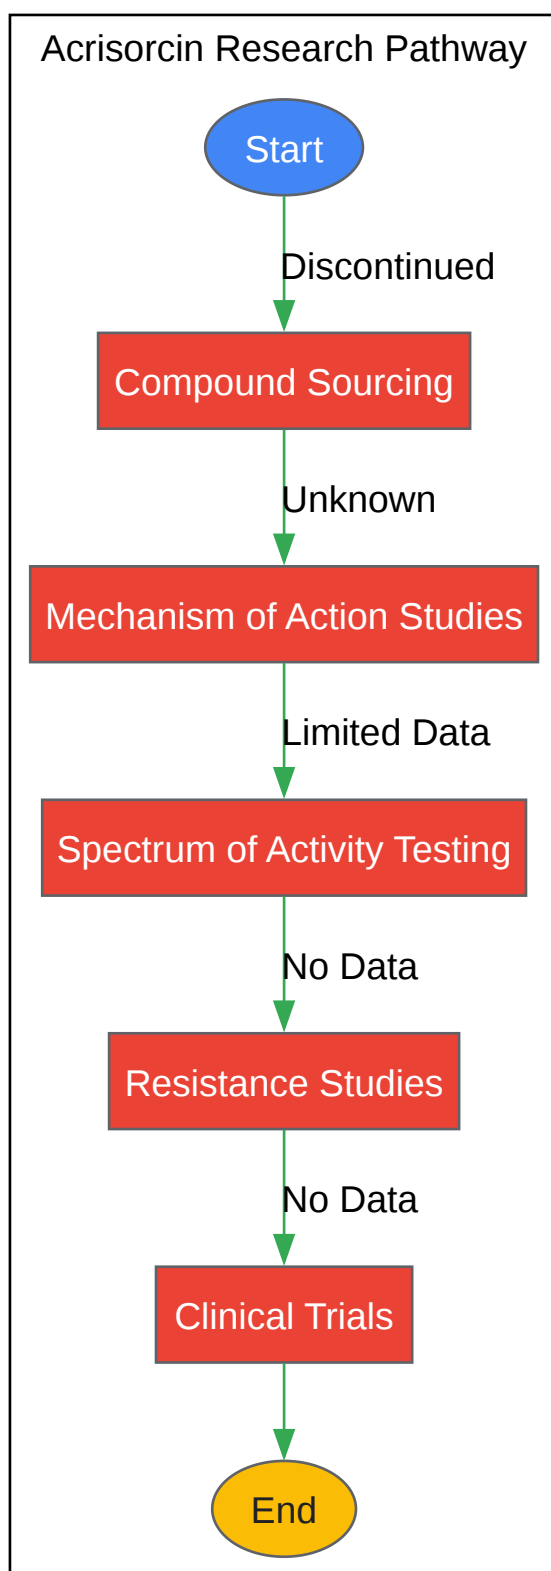 Acrisorcin Research Pathway
Start
Discontinued
Compound Sourcing
Unknown
Mechanism of Action Studies
Limited Data
Spectrum of Activity Testing
No Data
Resistance Studies
No Data
Clinical Trials
End